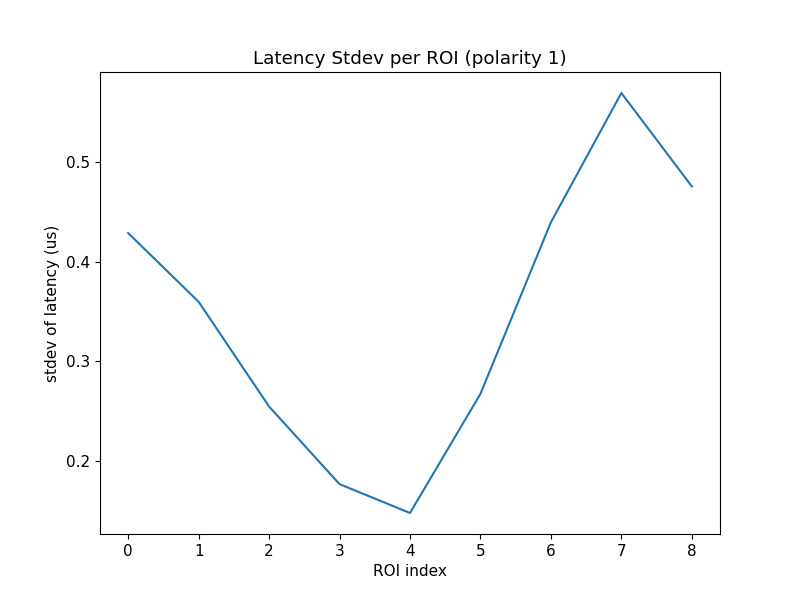 Latency Stdev per ROI (polarity 1)
stdev of latency (us)
0.5
0.4
0.3
0.2
0 1 2 3 4 5 6 7 8
ROI index